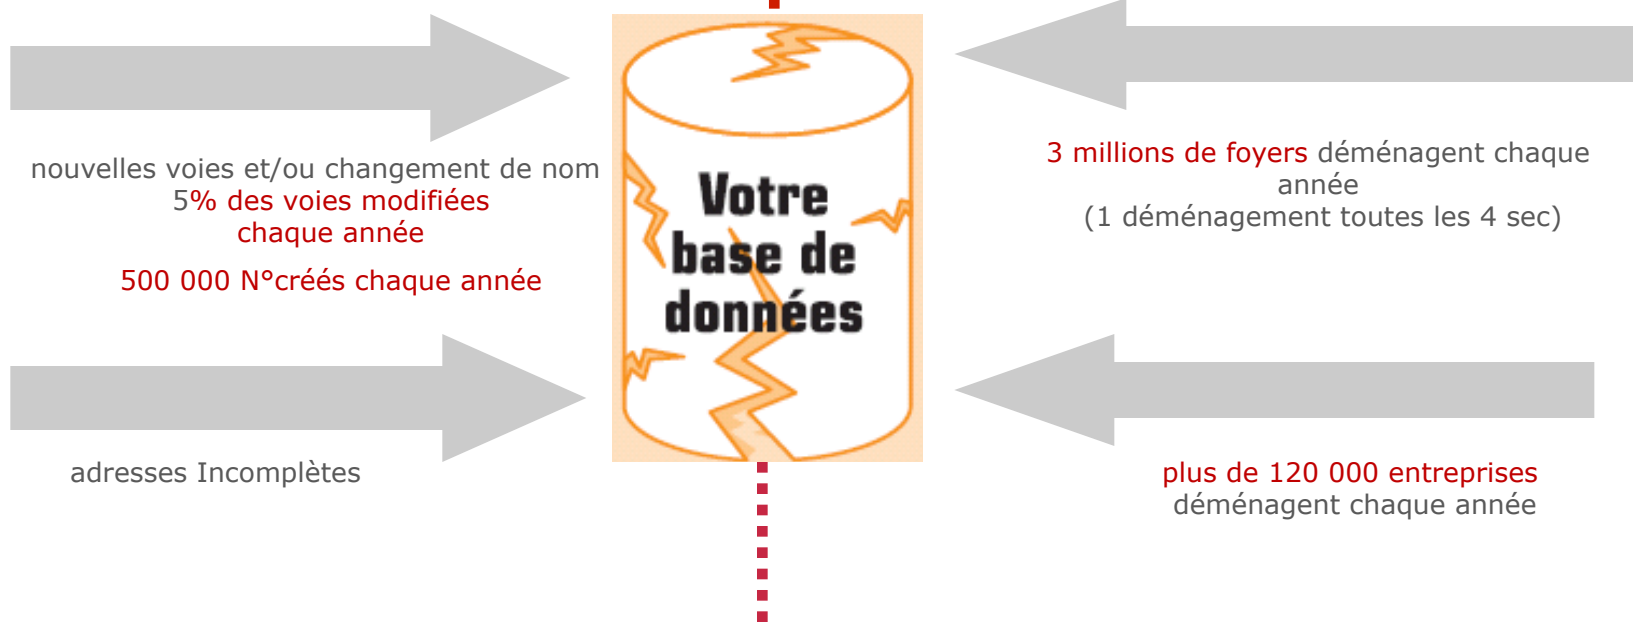 nouvelles voies et/ou changement de nom
5% des voies modifiées
chaque année
500 000 N°créés chaque année
adresses Incomplètes
Votre
base de
données
3 millions de foyers déménagent chaque
année
(1 déménagement toutes les 4 sec)
plus de 120 000 entreprises
déménagent chaque année